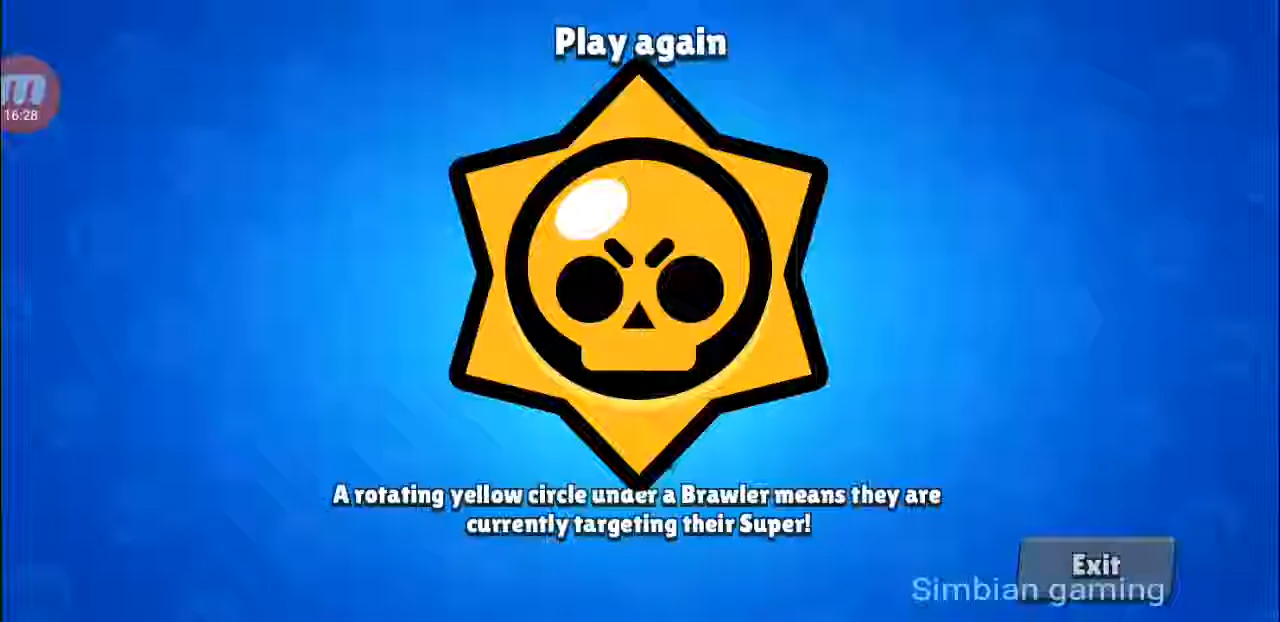 Play again
m
16:28
A rotating yellow circle under a Brawler means they are
currently targeting their Super!
Exit
Simbian gaming